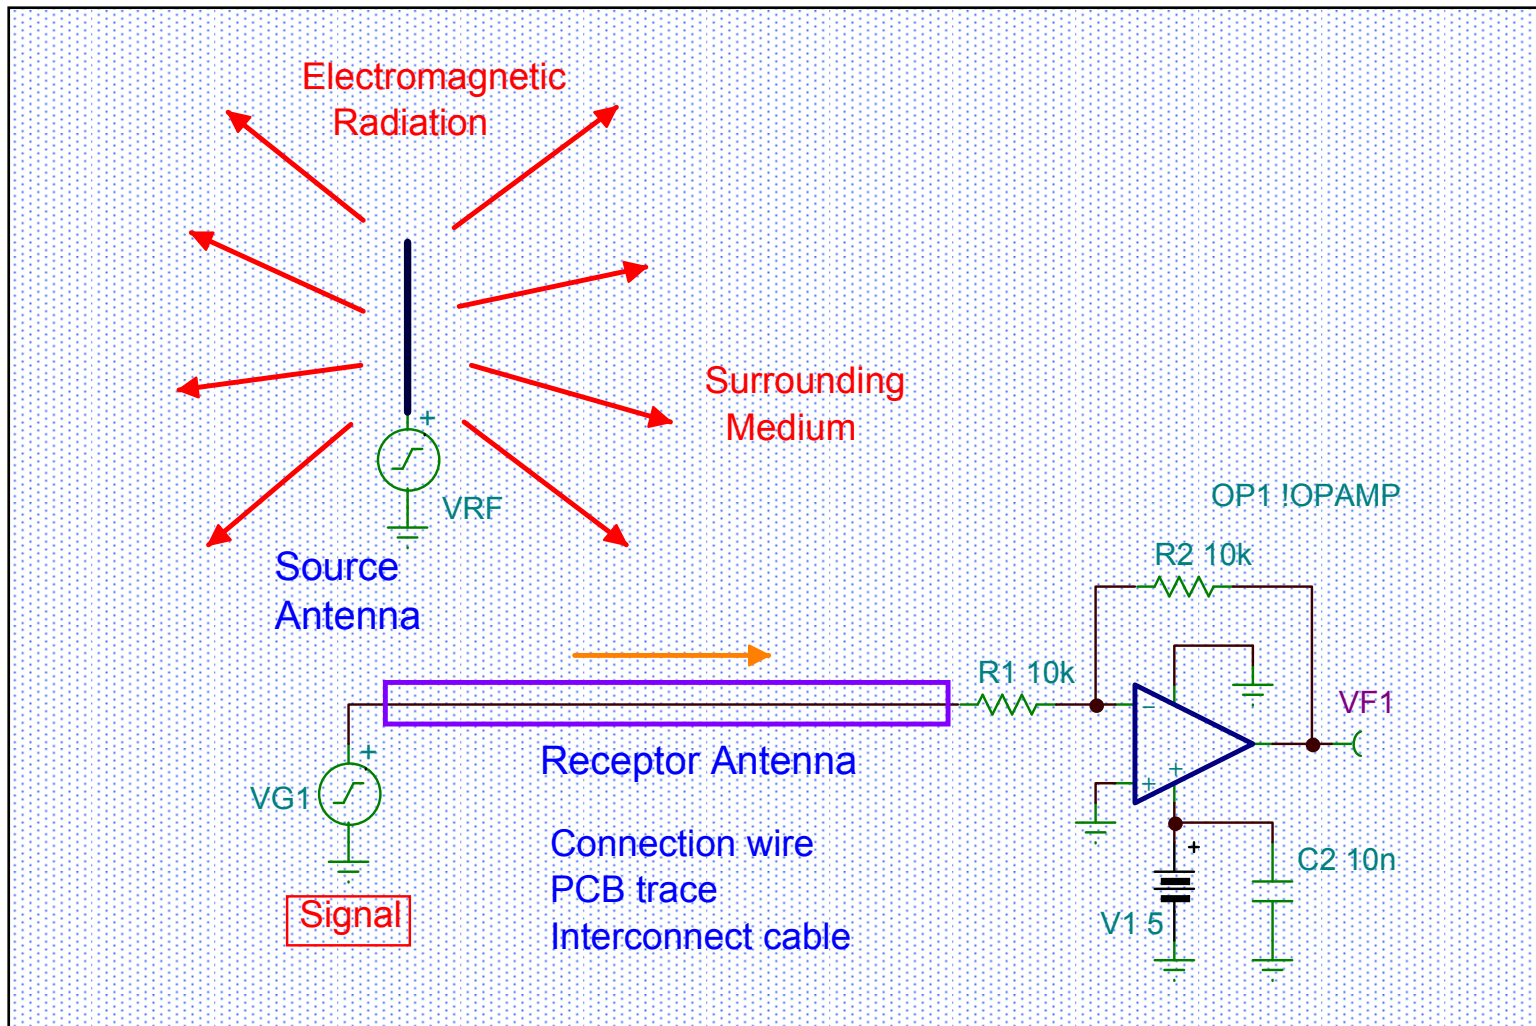 Electromagnetic
Radiation
Surrounding
Medium
+
VRF
OP1 !OPAMP
Source
Antenna
R2 10k
R1 10k
VF1
+
VG1
Receptor Antenna
−
+
+
+
Connection wire
PCB trace
Interconnect cable
C2 10n
V1 5
Signal